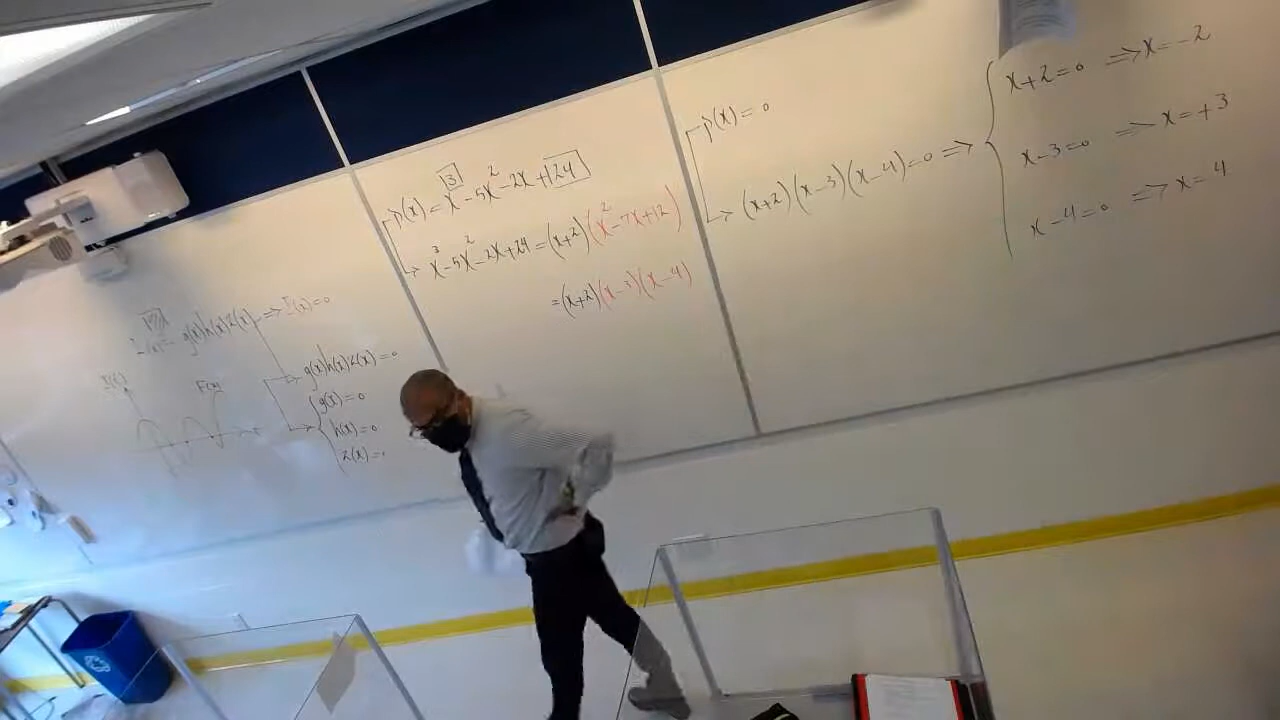 g(x)h(x)z(x) => F(x)=0
F(x)
g(x)h(x)z(x)=0
g(x)=0
h(x)=0
z(x)=0
p(x)=x³-5x²-2x+24
x³-5x²-2x+24=(x+2)(x²-7x+12)
=(x+2)(x-3)(x-4)
p(x)=0
(x+2)(x-3)(x-4)=0 =>
x+2=0 => x=-2
x-3=0 => x=+3
x-4=0 => x=4